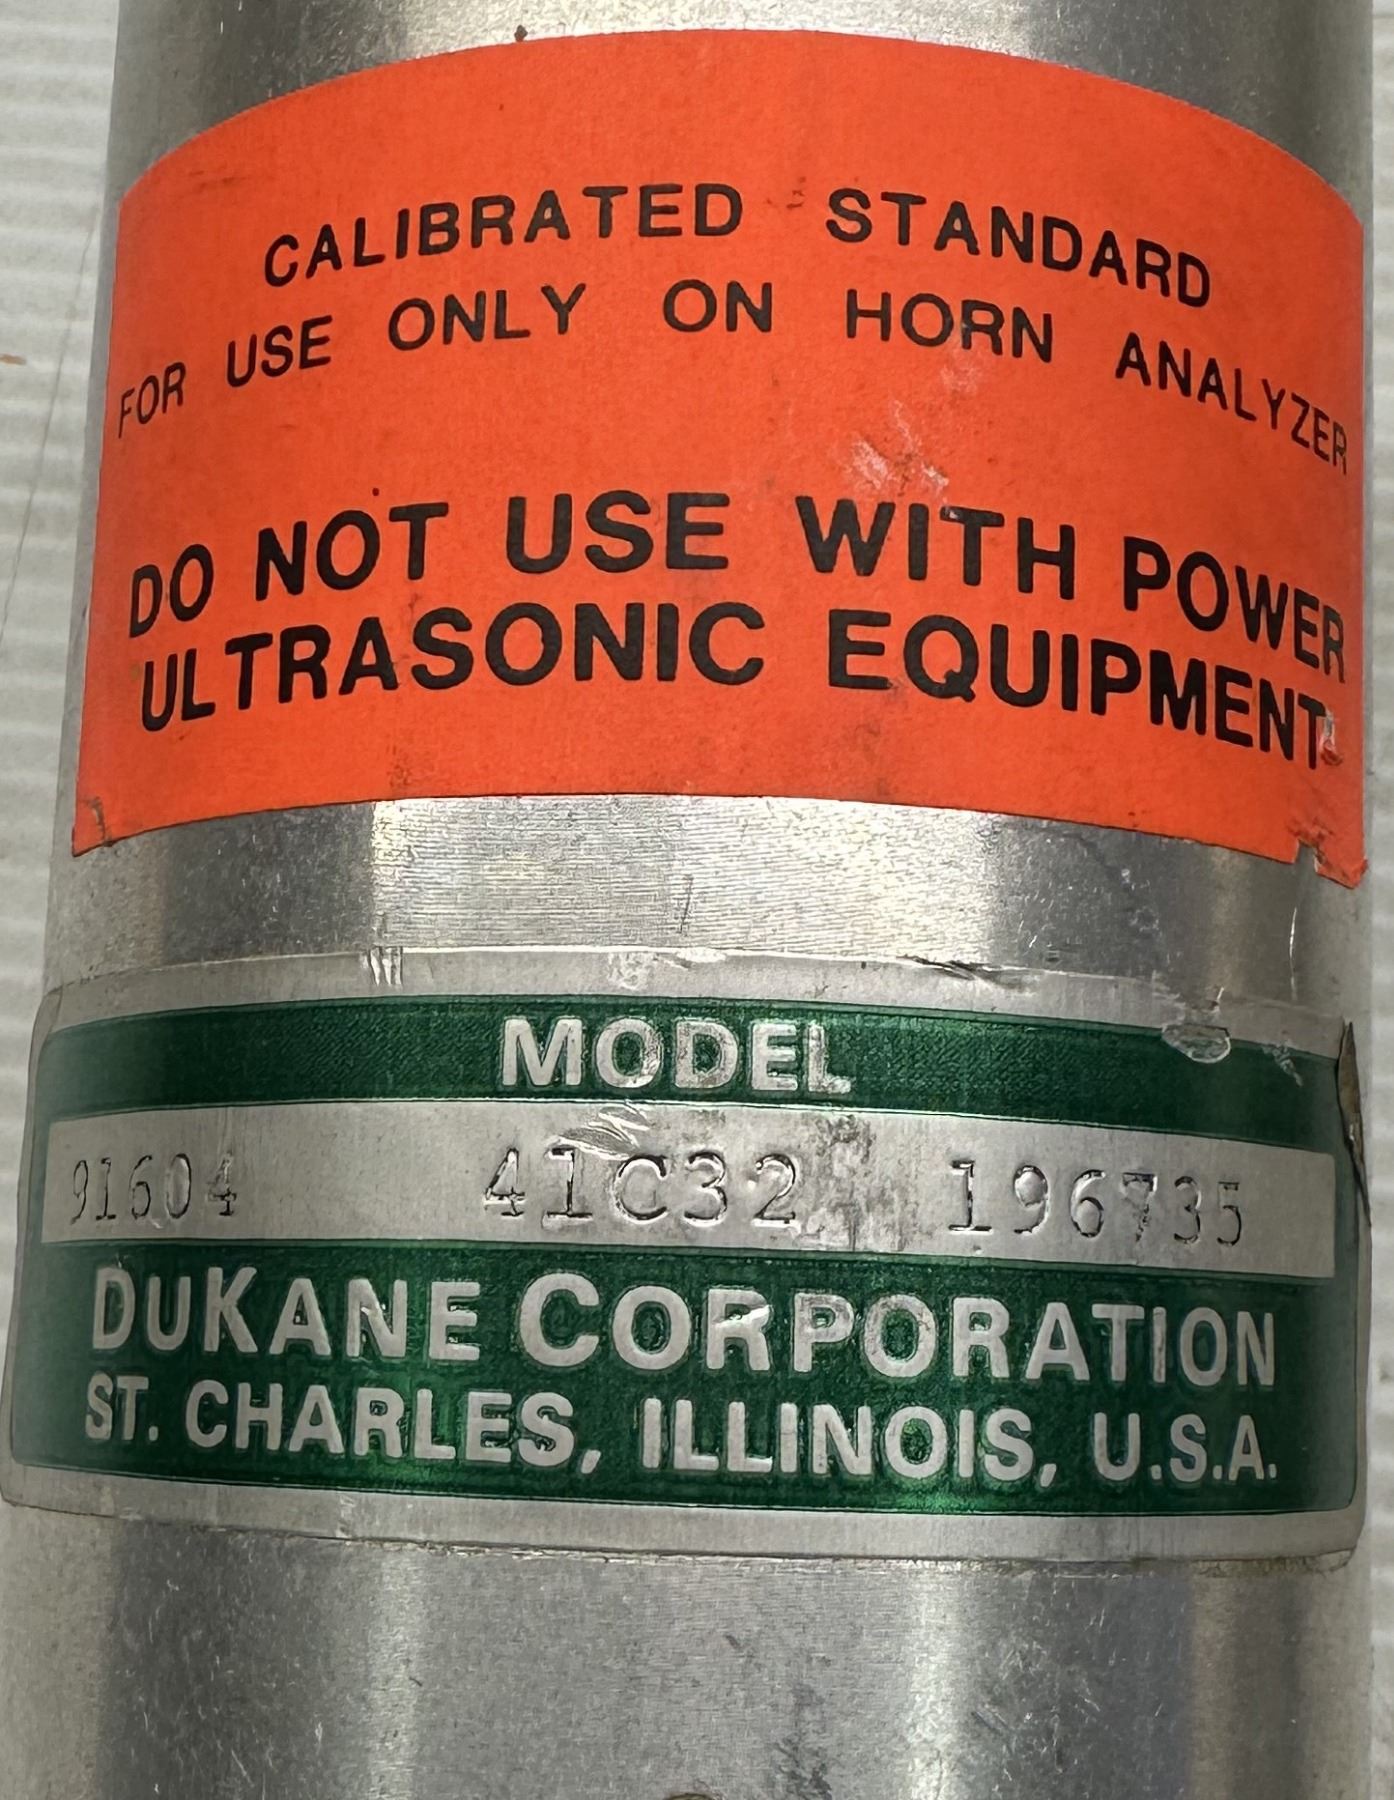 CALIBRATED STANDARD
FOR USE ONLY ON HORN ANALYZER
DO NOT USE WITH POWER
ULTRASONIC EQUIPMENT
MODEL
91604 41C32 196735
DUKANE CORPORATION
ST. CHARLES, ILLINOIS, U.S.A.